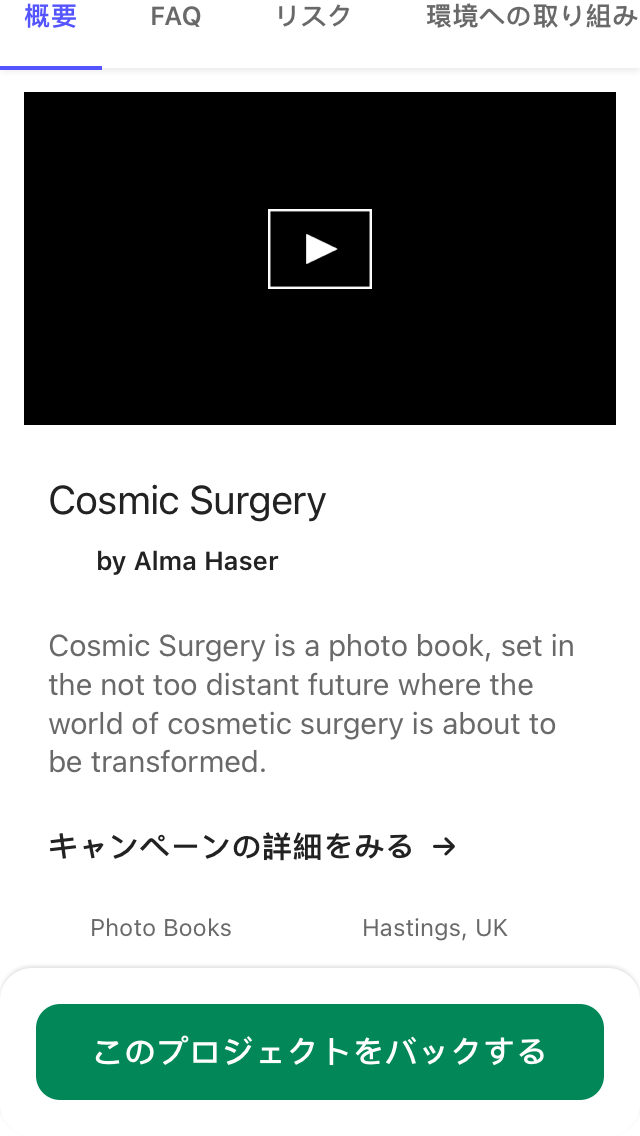 概要 FAQ リスク 環境への取り組み
Cosmic Surgery
by Alma Haser
Cosmic Surgery is a photo book, set in
the not too distant future where the
world of cosmetic surgery is about to
be transformed.
キャンペーンの詳細をみる →
Photo Books Hastings, UK
このプロジェクトをバックする